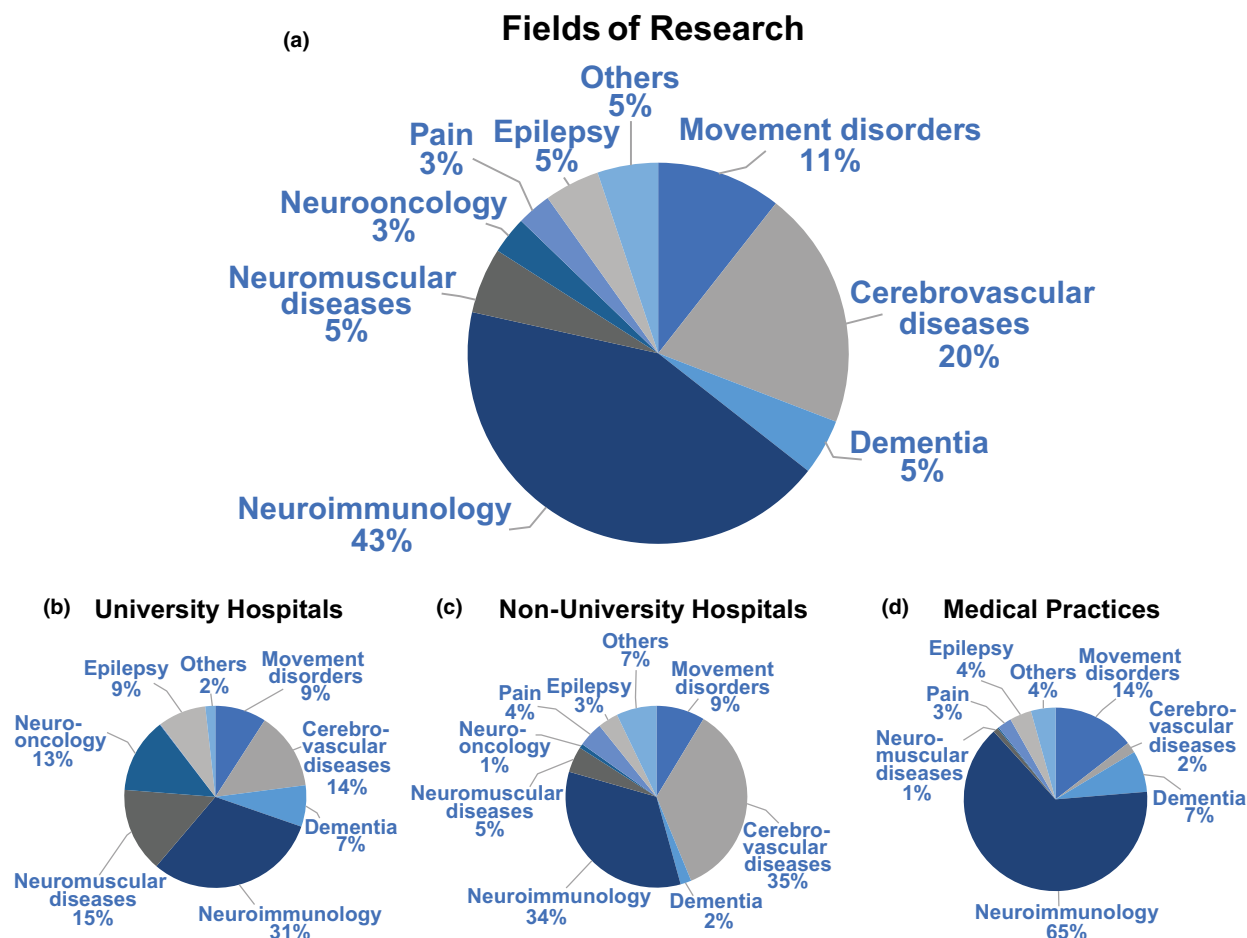 (a)
Fields of Research
Others
5%
Movement disorders
11%
Epilepsy
5%
Pain
3%
Neurooncology
3%
Neuromuscular
diseases
5%
Cerebrovascular
diseases
20%
Dementia
5%
Neuroimmunology
43%
(b)
University Hospitals
Epilepsy
9%
Others
2%
Movement
disorders
9%
Neuro-
oncology
13%
Cerebro-
vascular
diseases
14%
Dementia
7%
Neuromuscular
diseases
15%
Neuroimmunology
31%
(c)
Non-University Hospitals
Others
7%
Movement
disorders
9%
Epilepsy
3%
Pain
4%
Neuro-
oncology
1%
Neuromuscular
diseases
5%
Cerebro-
vascular
diseases
35%
Neuroimmunology
34%
Dementia
2%
(d)
Medical Practices
Epilepsy
4%
Others
4%
Movement
disorders
14%
Pain
3%
Cerebro-
vascular
diseases
2%
Neuro-
muscular
diseases
1%
Dementia
7%
Neuroimmunology
65%